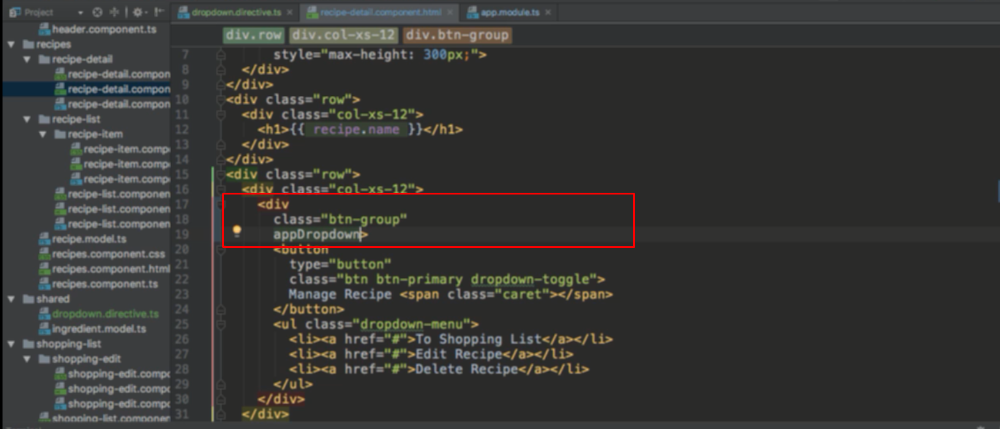 Project
dropdown.directive.ts
recipe-detail.component.html
app.module.ts
header.component.ts
recipes
recipe-detail
recipe-detail.compon
recipe-detail.compon
recipe-detail.compon
recipe-list
recipe-item
recipe-item.comp
recipe-item.comp
recipe-item.comp
recipe-list.componen
recipe-list.componen
recipe-list.componen
recipe.model.ts
recipes.component.css
recipes.component.html
recipes.component.ts
shared
dropdown.directive.ts
ingredient.model.ts
shopping-list
shopping-edit
shopping-edit.compo
shopping-edit.compo
shopping-edit.compo
shopping-list.componen
div.row div.col-xs-12 div.btn-group
7 style="max-height: 300px;">
8 </div>
9 </div>
10 <div class="row">
11 <div class="col-xs-12">
12 <h1>{{ recipe.name }}</h1>
13 </div>
14 </div>
15 <div class="row">
16 <div class="col-xs-12">
17 <div
18 class="btn-group"
19 appDropdown>
20 <button
21 type="button"
22 class="btn btn-primary dropdown-toggle">
23 Manage Recipe <span class="caret"></span>
24 </button>
25 <ul class="dropdown-menu">
26 <li><a href="#">To Shopping List</a></li>
27 <li><a href="#">Edit Recipe</a></li>
28 <li><a href="#">Delete Recipe</a></li>
29 </ul>
30 </div>
31 </div>